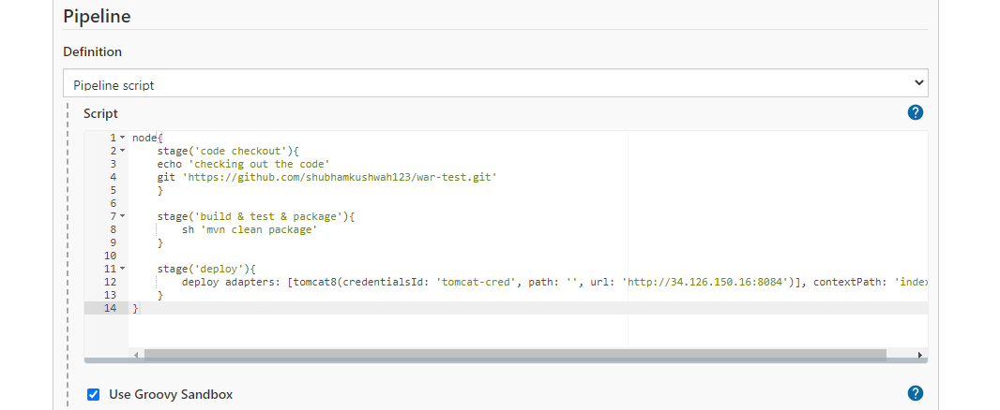 Pipeline
Definition
Pipeline script
Script
?
1 node{
2 stage('code checkout'){
3 echo 'checking out the code'
4 git 'https://github.com/shubhamkushwah123/war-test.git'
5 }
6
7 stage('build & test & package'){
8 sh 'mvn clean package'
9 }
10
11 stage('deploy'){
12 deploy adapters: [tomcat8(credentialsId: 'tomcat-cred', path: '', url: 'http://34.126.150.16:8084')], contextPath: 'index
13 }
14 }
Use Groovy Sandbox
?